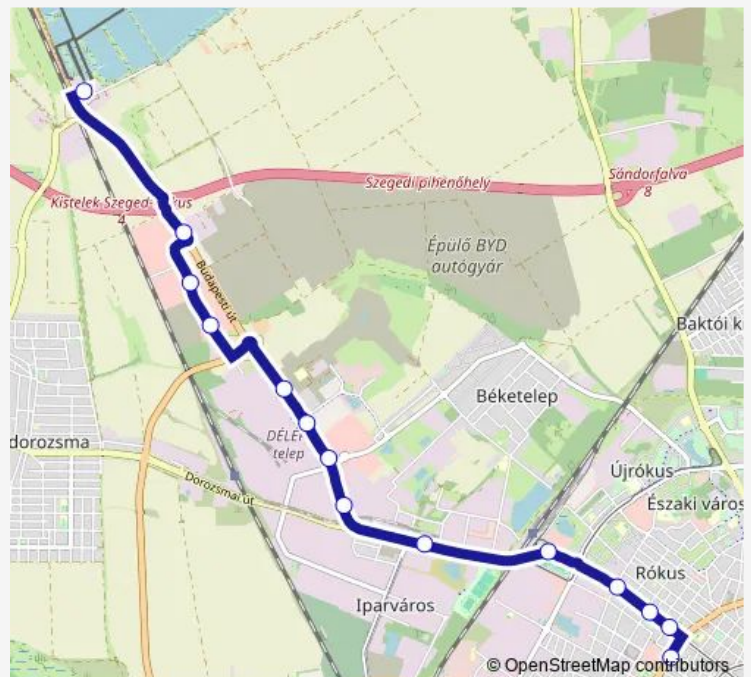 Szegedi pihenőhely
Sándorfalva
8
Kistelek Szeged-
kus
4
Épülő BYD
autógyár
Budapesti út
Baktói k
Béketelep
dorozsma
telep
Dorozsmai út
Újrókus
Északi város
Rókus
Iparváros
© OpenStreetMap contributors